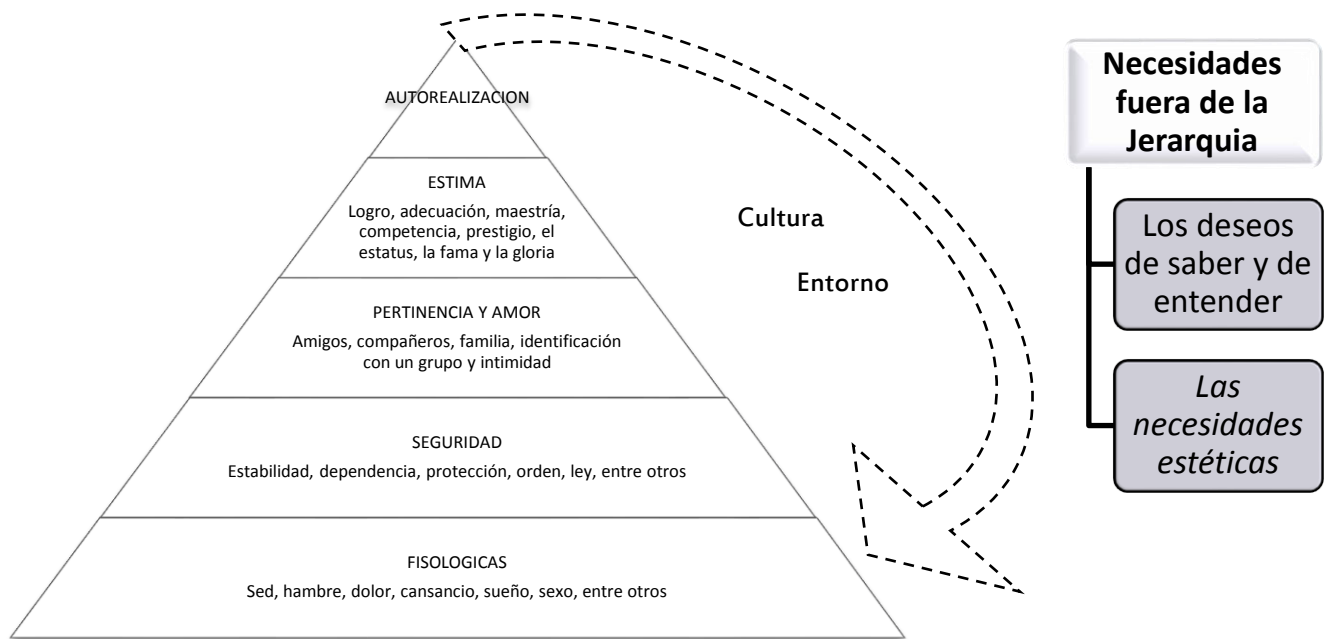 AUTOREALIZACION
ESTIMA
Logro, adecuación, maestría,
competencia, prestigio, el
estatus, la fama y la gloria
PERTINENCIA Y AMOR
Amigos, compañeros, familia, identificación
con un grupo y intimidad
SEGURIDAD
Estabilidad, dependencia, protección, orden, ley, entre otros
FISOLOGICAS
Sed, hambre, dolor, cansancio, sueño, sexo, entre otros
Cultura
Entorno
Necesidades
fuera de la
Jerarquia
Los deseos
de saber y de
entender
Las
necesidades
estéticas